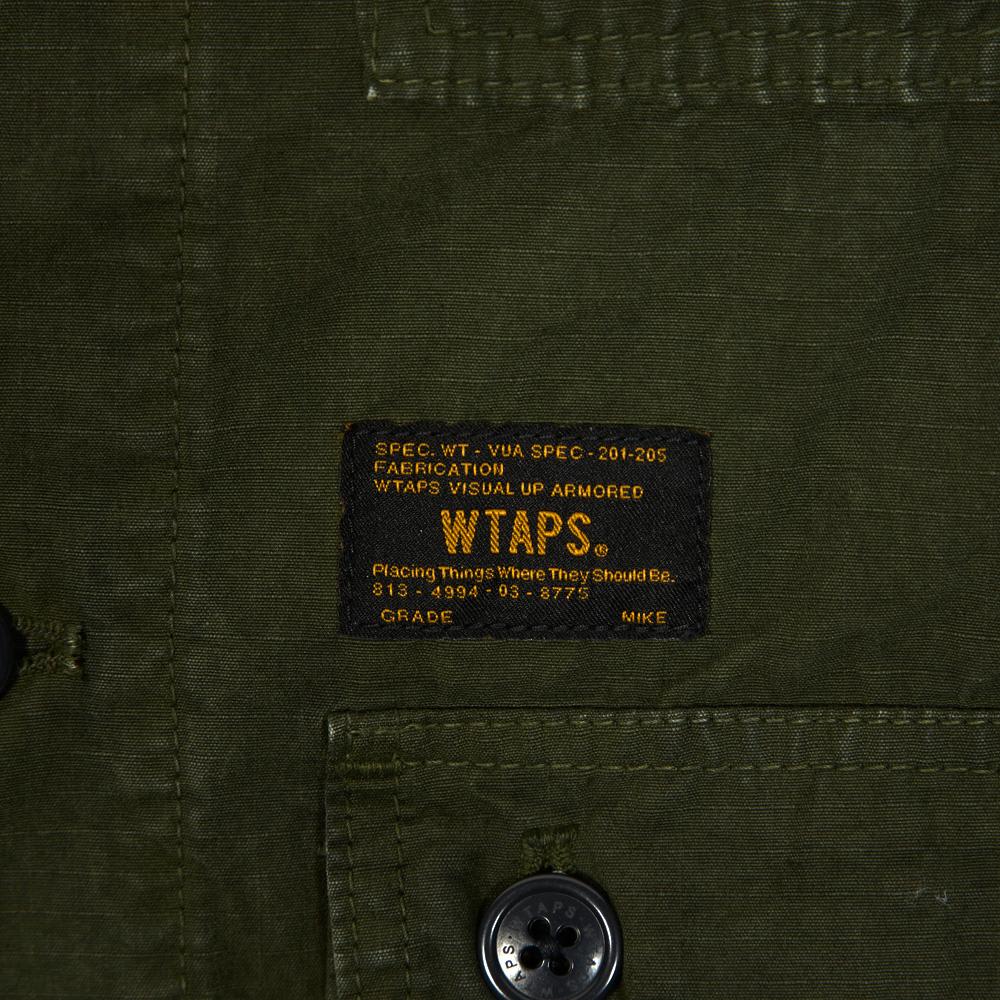 SPEC. WT - VUA SPEC - 201-205
FABRICATION
WTAPS VISUAL UP ARMORED
WTAPS®
Placing Things Where They Should Be.
813 - 4994 - 03 - 8775
GRADE MIKE
WTAPS